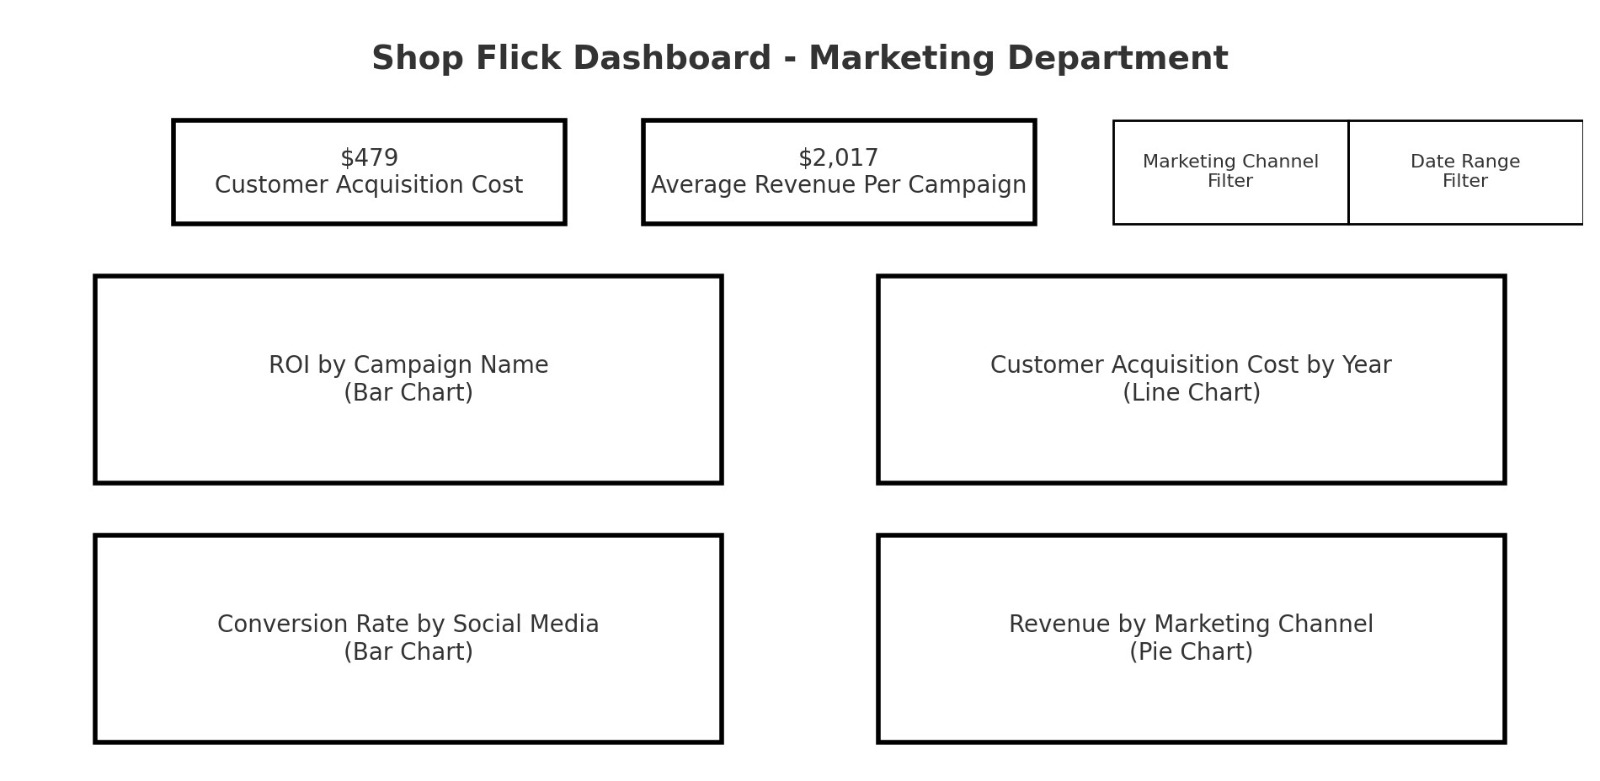 Shop Flick Dashboard - Marketing Department
$479
Customer Acquisition Cost
$2,017
Average Revenue Per Campaign
Marketing Channel
Filter
Date Range
Filter
ROI by Campaign Name
(Bar Chart)
Customer Acquisition Cost by Year
(Line Chart)
Conversion Rate by Social Media
(Bar Chart)
Revenue by Marketing Channel
(Pie Chart)